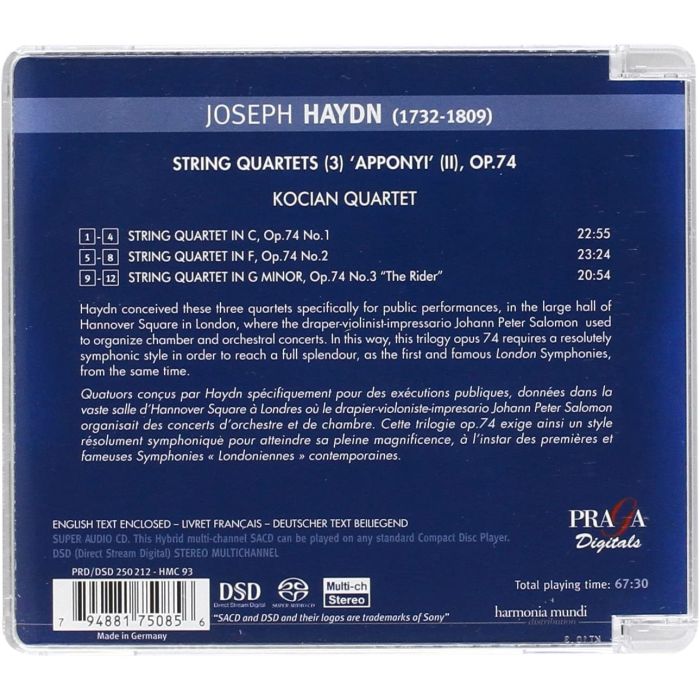 JOSEPH HAYDN (1732-1809)
STRING QUARTETS (3) ‘APPONYI’ (II), OP.74
KOCIAN QUARTET
1 - 4 STRING QUARTET IN C, Op.74 No.1 22:55
5 - 8 STRING QUARTET IN F, Op.74 No.2 23:24
9 - 12 STRING QUARTET IN G MINOR, Op.74 No.3 “The Rider” 20:54
Haydn conceived these three quartets specifically for public performances, in the large hall of
Hannover Square in London, where the draper-violinist-impressario Johann Peter Salomon used
to organize chamber and orchestral concerts. In this way, this trilogy opus 74 requires a resolutely
symphonic style in order to reach a full splendour, as the first and famous London Symphonies,
from the same time.
Quatuors conçus par Haydn spécifiquement pour des exécutions publiques, données dans la
vaste salle d’Hannover Square à Londres où le drapier-violoniste-impresario Johann Peter Salomon
organisait des concerts d’orchestre et de chambre. Cette trilogie op.74 exige ainsi un style
résolument symphonique pour atteindre sa pleine magnificence, à l’instar des premières et
fameuses Symphonies « Londoniennes » contemporaines.
ENGLISH TEXT ENCLOSED – LIVRET FRANÇAIS – DEUTSCHER TEXT BEILIEGEND
SUPER AUDIO CD. This Hybrid multi-channel SACD can be played on any standard Compact Disc Player.
DSD (Direct Stream Digital) STEREO MULTICHANNEL
PRAGA
Digitals
PRD/DSD 250 212 - HMC 93
7 94881 75085 6
Made in Germany
DSD
Direct Stream Digital
SUPER AUDIO CD
Multi-ch
Stereo
“SACD and DSD and their logos are trademarks of Sony”
Total playing time: 67:30
harmonia mundi
distribution